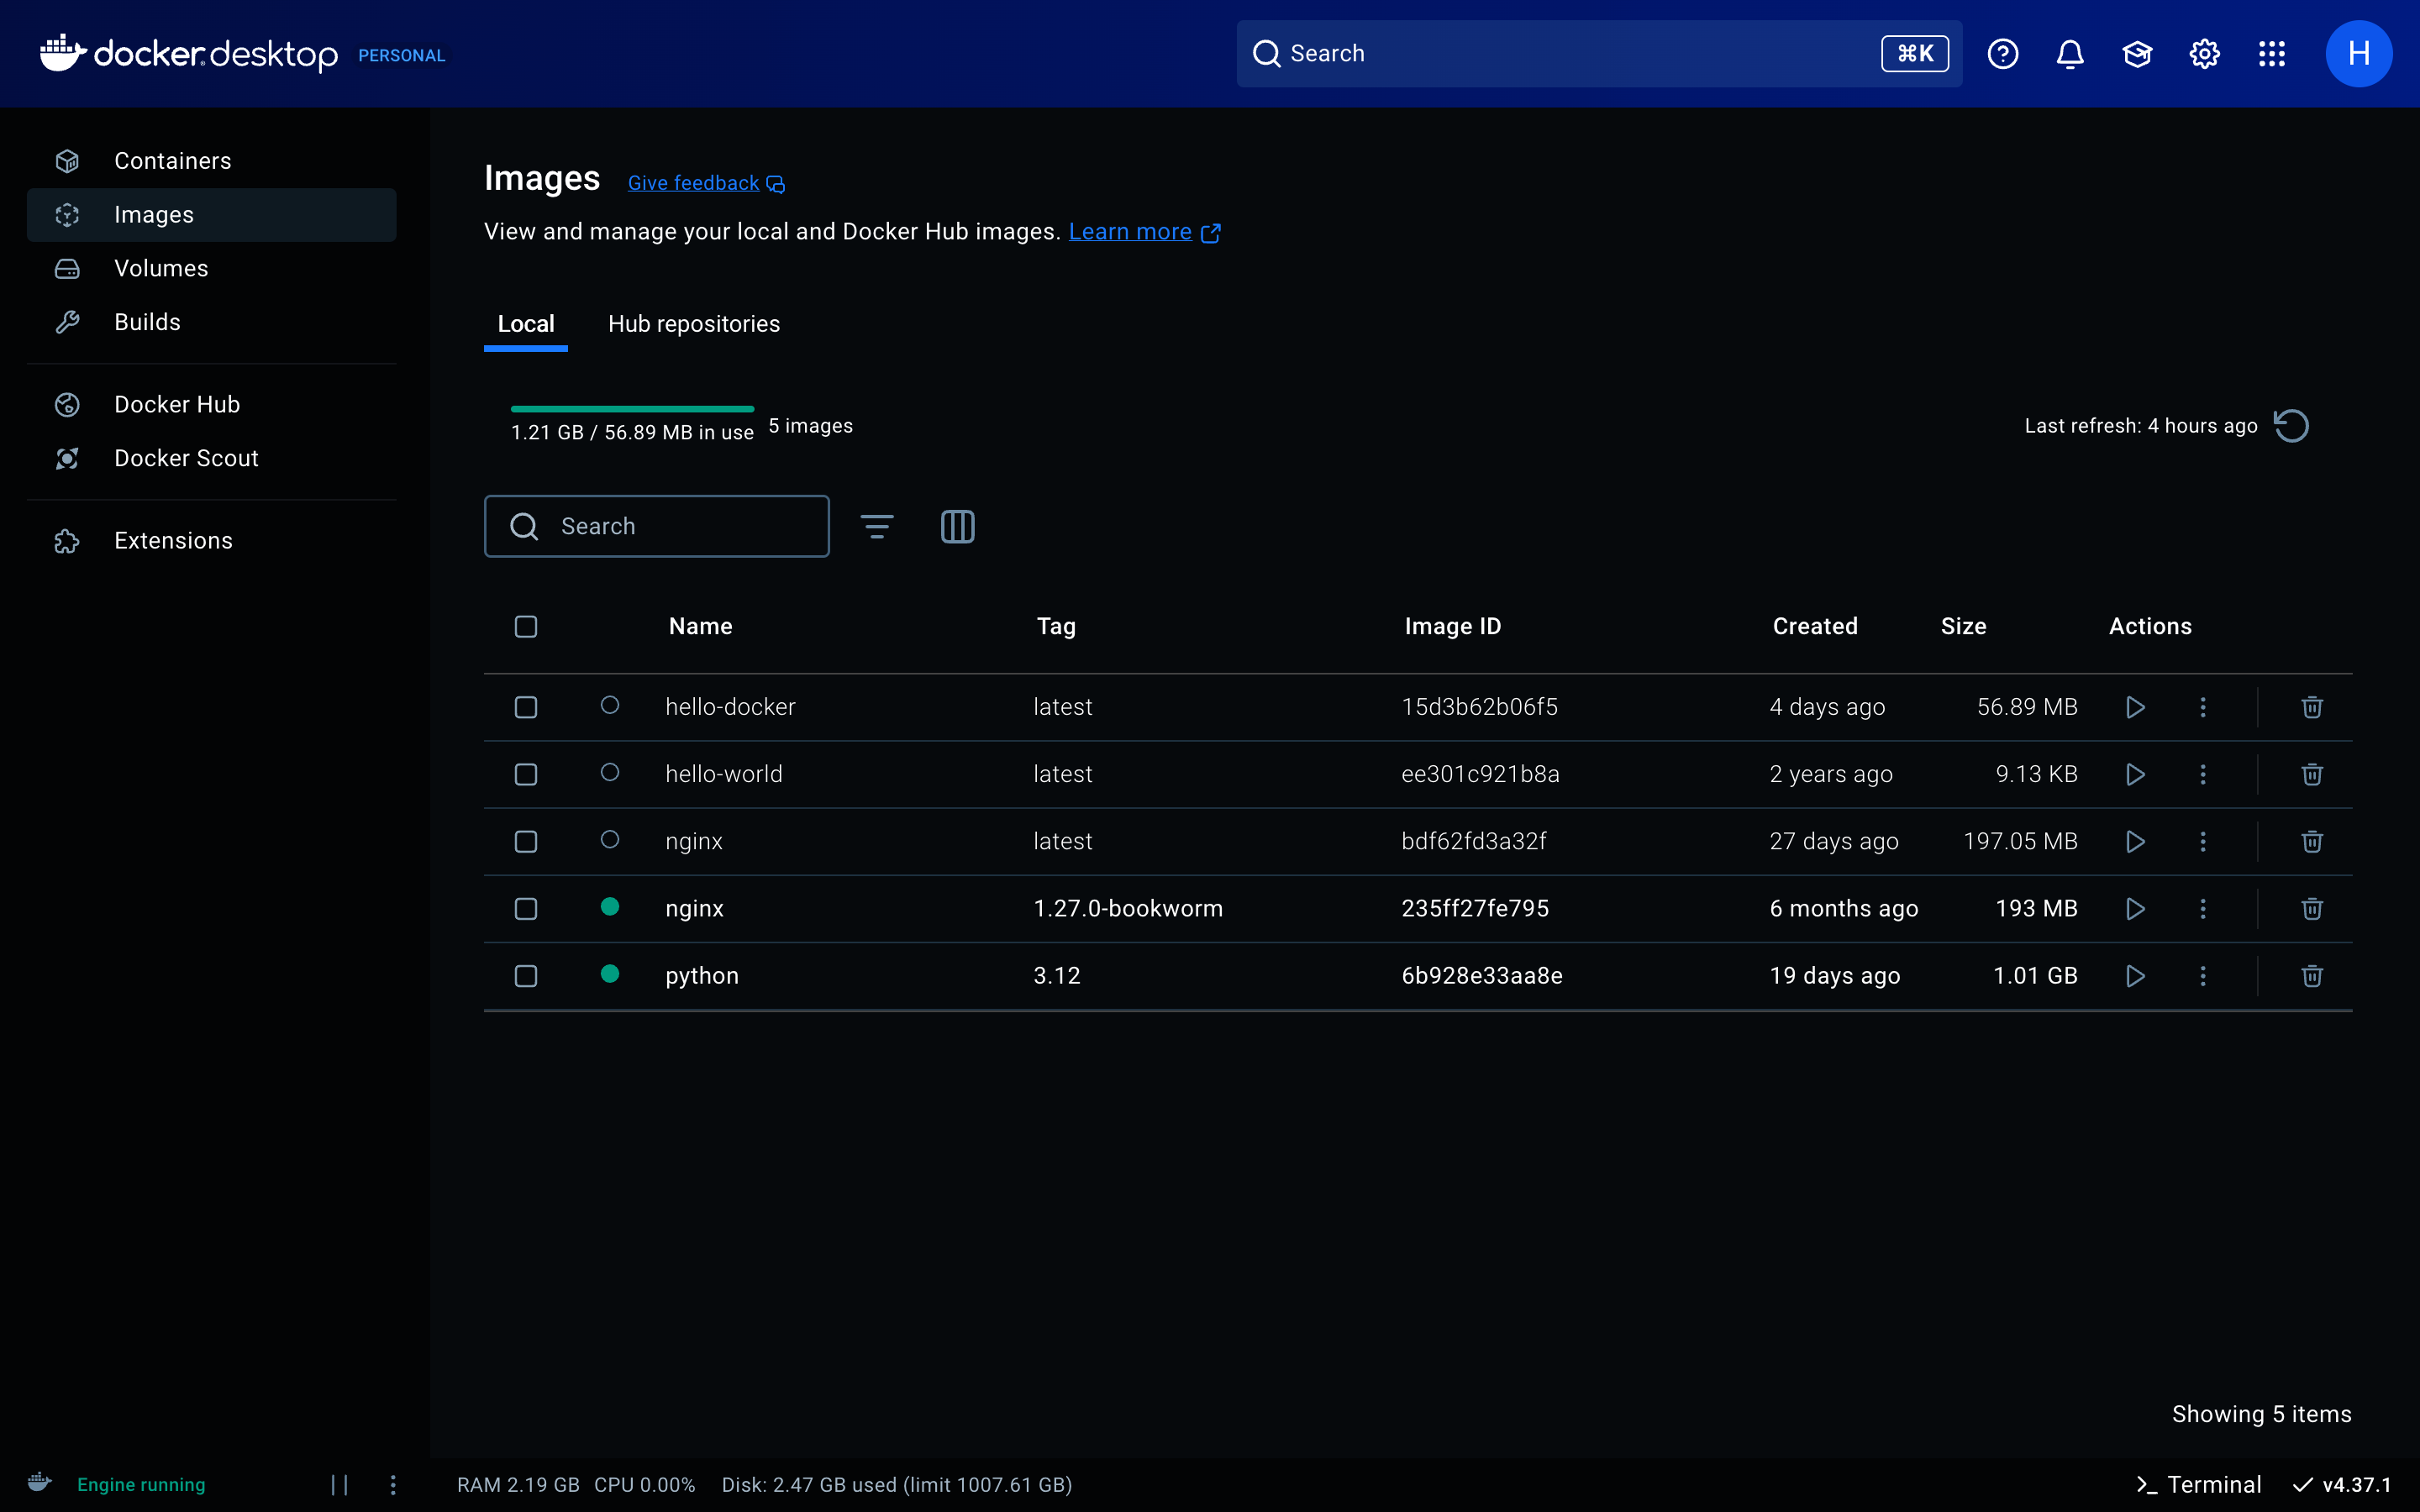 docker desktop PERSONAL
Search ⌘K
H
Containers
Images
Volumes
Builds
Docker Hub
Docker Scout
Extensions
Images Give feedback
View and manage your local and Docker Hub images. Learn more
Local Hub repositories
1.21 GB / 56.89 MB in use 5 images
Last refresh: 4 hours ago
Search
Name Tag Image ID Created Size Actions
hello-docker latest 15d3b62b06f5 4 days ago 56.89 MB
hello-world latest ee301c921b8a 2 years ago 9.13 KB
nginx latest bdf62fd3a32f 27 days ago 197.05 MB
nginx 1.27.0-bookworm 235ff27fe795 6 months ago 193 MB
python 3.12 6b928e33aa8e 19 days ago 1.01 GB
Showing 5 items
Engine running
RAM 2.19 GB CPU 0.00% Disk: 2.47 GB used (limit 1007.61 GB)
Terminal v4.37.1